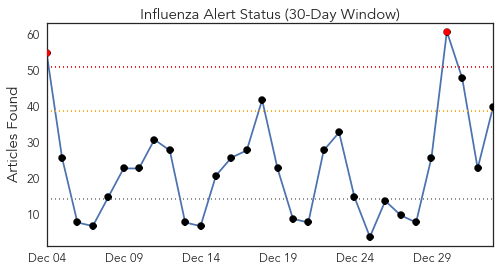 Influenza Alert Status (30-Day Window)
Articles Found
60
50
40
30
20
10
Dec 04 Dec 09 Dec 14 Dec 19 Dec 24 Dec 29